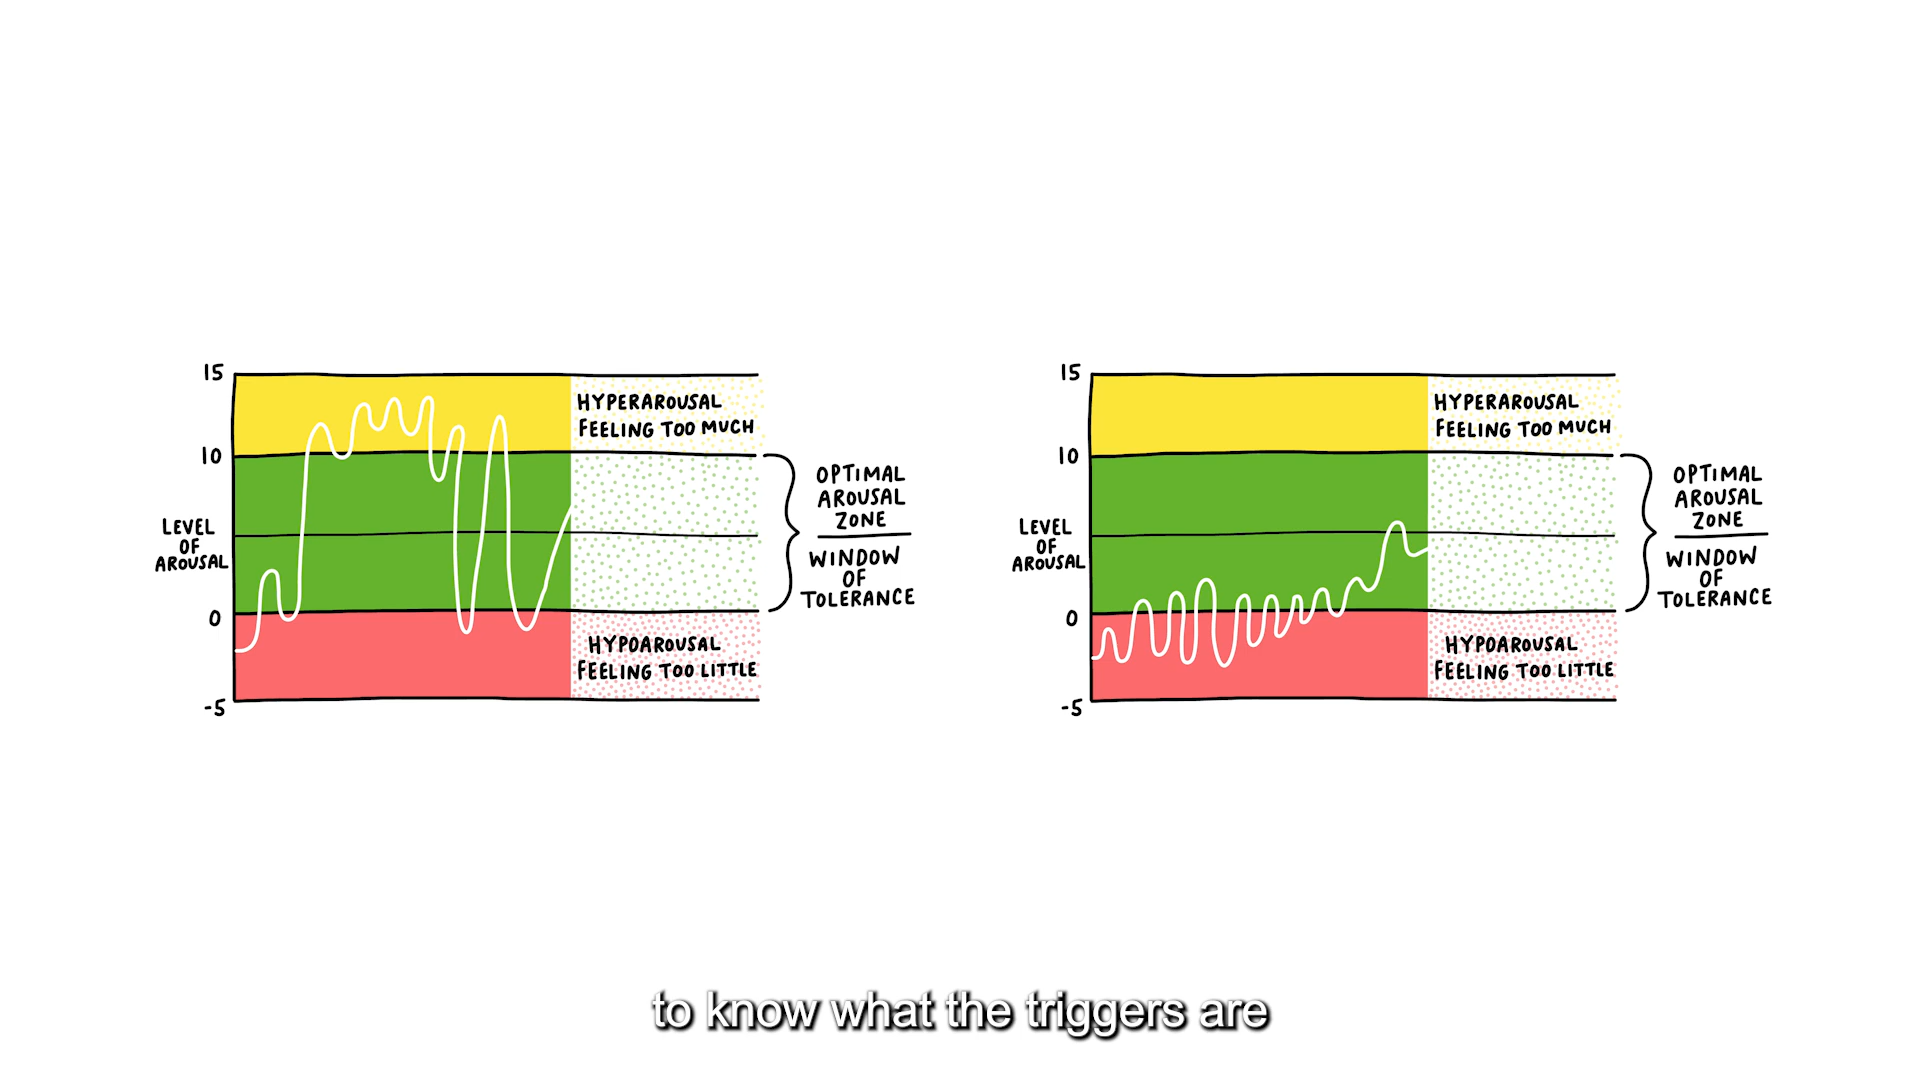 15
HYPERAROUSAL
FEELING TOO MUCH
10
OPTIMAL
AROUSAL
ZONE
LEVEL
OF
AROUSAL
WINDOW
OF
TOLERANCE
0
HYPOAROUSAL
FEELING TOO LITTLE
-5
15
HYPERAROUSAL
FEELING TOO MUCH
10
OPTIMAL
AROUSAL
ZONE
LEVEL
OF
AROUSAL
WINDOW
OF
TOLERANCE
0
HYPOAROUSAL
FEELING TOO LITTLE
-5
to know what the triggers are